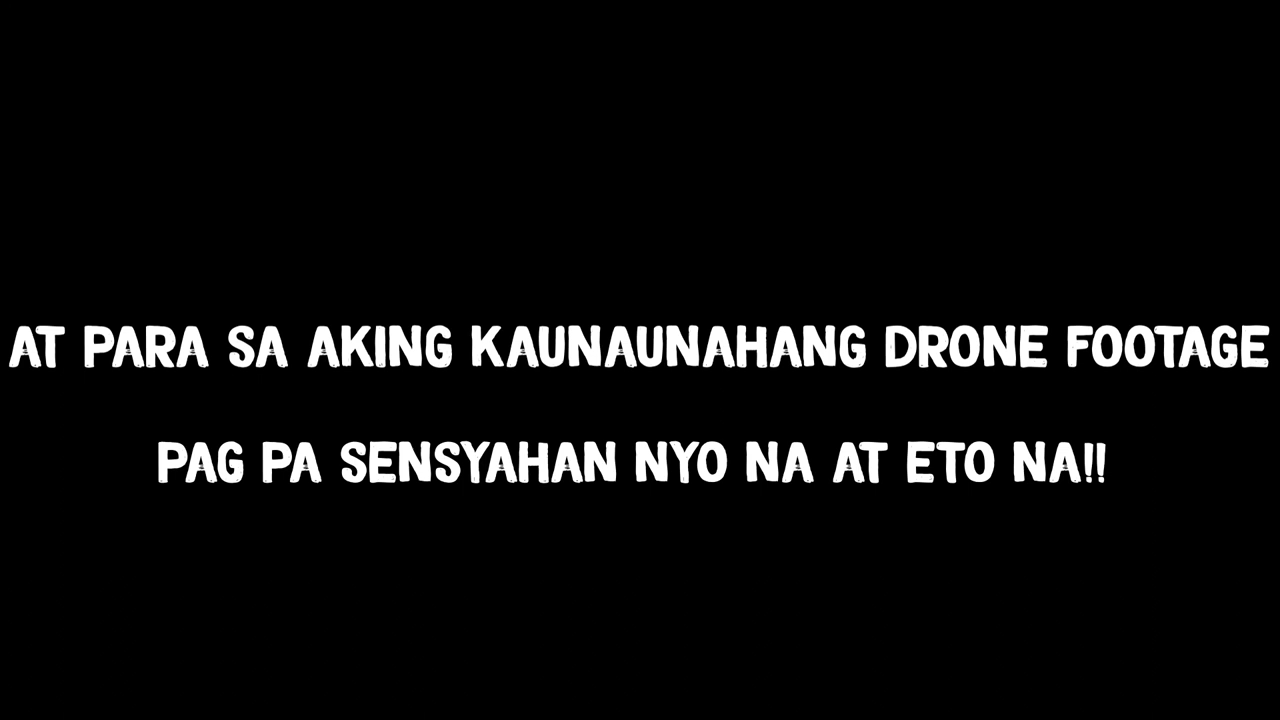 AT PARA SA AKING KAUNAUNAHANG DRONE FOOTAGE
PAG PA SENSYAHAN NYO NA AT ETO NA!!